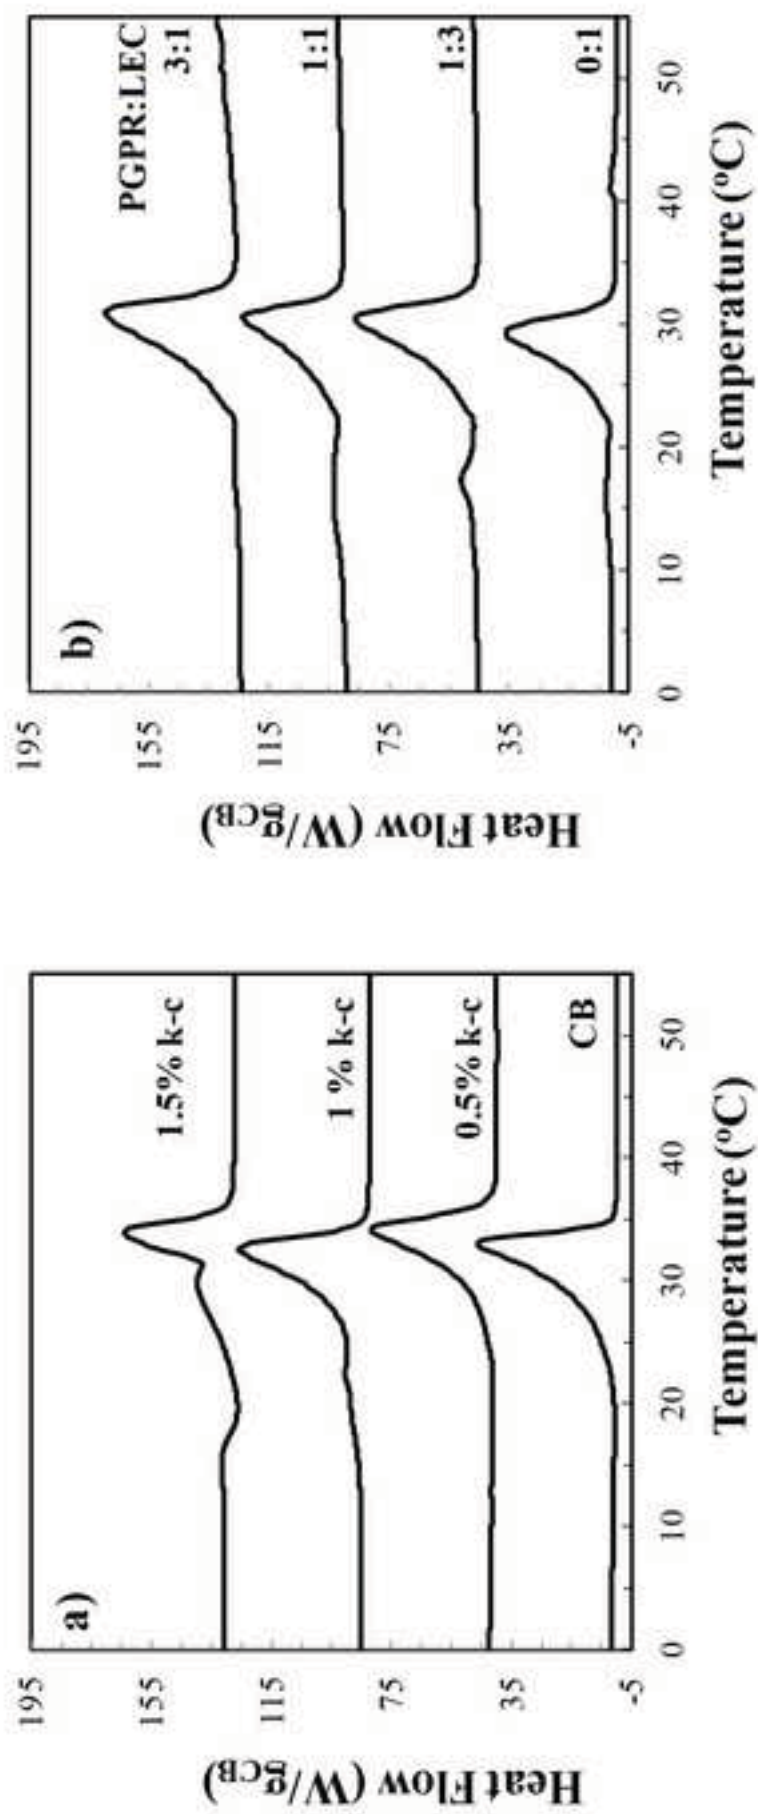 a)
Heat Flow (W/gCB)
195
155
115
75
35
-5
1.5% k-c
1 % k-c
0.5% k-c
CB
0 10 20 30 40 50
Temperature (ºC)
b)
Heat Flow (W/gCB)
195
155
115
75
35
-5
PGPR:LEC
3:1
1:1
1:3
0:1
0 10 20 30 40 50
Temperature (ºC)